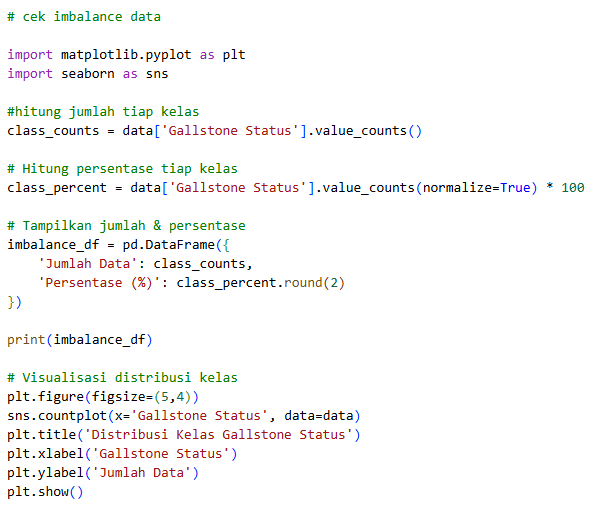 # cek imbalance data

import matplotlib.pyplot as plt
import seaborn as sns

#hitung jumlah tiap kelas
class_counts = data['Gallstone Status'].value_counts()

# Hitung persentase tiap kelas
class_percent = data['Gallstone Status'].value_counts(normalize=True) * 100

# Tampilkan jumlah & persentase
imbalance_df = pd.DataFrame({
    'Jumlah Data': class_counts,
    'Persentase (%)': class_percent.round(2)
})

print(imbalance_df)

# Visualisasi distribusi kelas
plt.figure(figsize=(5,4))
sns.countplot(x='Gallstone Status', data=data)
plt.title('Distribusi Kelas Gallstone Status')
plt.xlabel('Gallstone Status')
plt.ylabel('Jumlah Data')
plt.show()